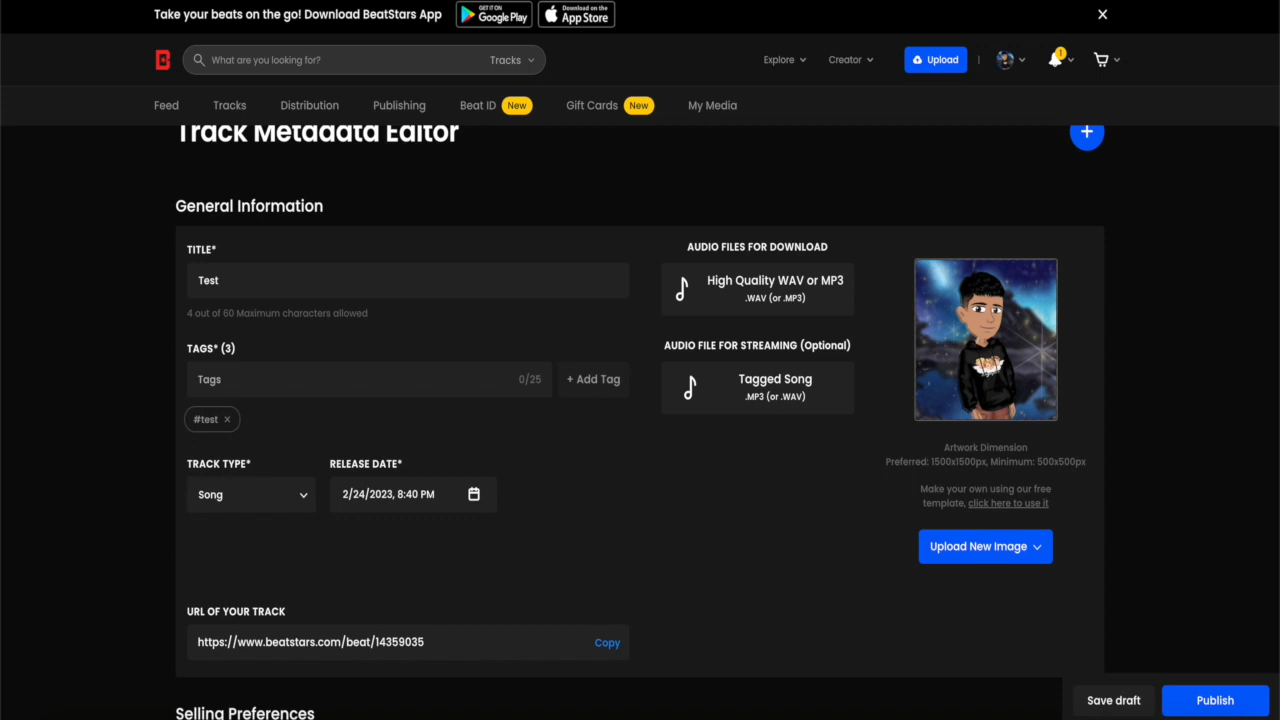 Take your beats on the go! Download BeatStars App
GET IT ON
Google Play
Download on the
App Store
What are you looking for?
Tracks
Explore
Creator
Upload
1
Feed
Tracks
Distribution
Publishing
Beat ID New
Gift Cards New
My Media
Track Metadata Editor
General Information
TITLE*
Test
4 out of 60 Maximum characters allowed
TAGS* (3)
Tags
0/25
+ Add Tag
#test
TRACK TYPE*
Song
RELEASE DATE*
2/24/2023, 8:40 PM
URL OF YOUR TRACK
https://www.beatstars.com/beat/14359035
Copy
AUDIO FILES FOR DOWNLOAD
High Quality WAV or MP3
.WAV (or .MP3)
AUDIO FILE FOR STREAMING (Optional)
Tagged Song
.MP3 (or .WAV)
Artwork Dimension
Preferred: 1500x1500px, Minimum: 500x500px
Make your own using our free
template, click here to use it
Upload New Image
Selling Preferences
Save draft
Publish